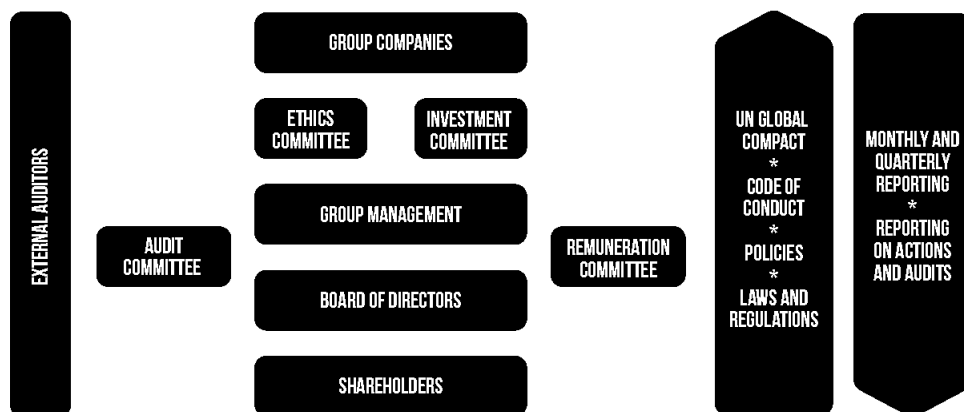 EXTERNAL AUDITORS
AUDIT
COMMITTEE
GROUP COMPANIES
ETHICS
COMMITTEE
INVESTMENT
COMMITTEE
GROUP MANAGEMENT
BOARD OF DIRECTORS
SHAREHOLDERS
REMUNERATION
COMMITTEE
UN GLOBAL
COMPACT
*
CODE OF
CONDUCT
*
POLICIES
*
LAWS AND
REGULATIONS
MONTHLY AND
QUARTERLY
REPORTING
*
REPORTING
ON ACTIONS
AND AUDITS